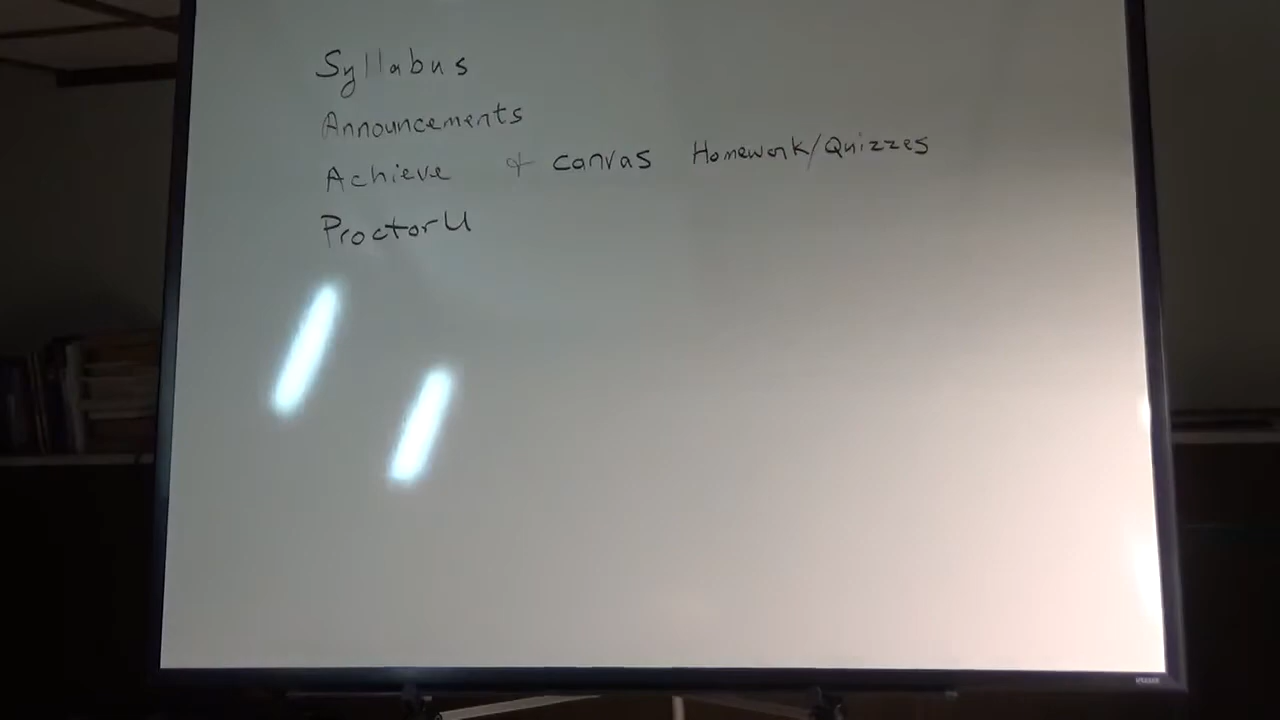 Syllabus
Announcements
Achieve & Canvas Homework/Quizzes
ProctorU